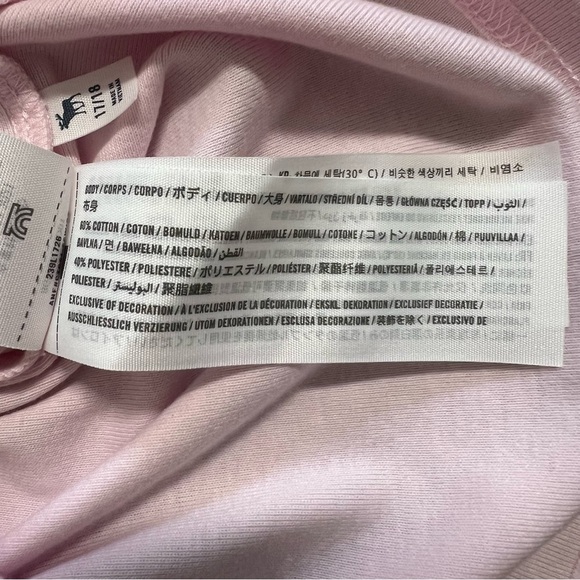 17/18
MADE IN
VIETNAM
KR 차물에 세탁(30° C) / 비슷한 색상끼리 세탁 / 비염소
BODY / CORPS / CORPO / ボディ / CUERPO / 大身 / VARTALO / STŘEDNÍ DÍL / 몸통 / GŁÓWNA CZĘŚĆ / TOPP / الثوب /
布身
60% COTTON / COTON / BOMULD / KATOEN / BAUMWOLLE / BOMULL / COTONE / コットン / ALGODÓN / 棉 / PUUVILLAA /
BAVLNA / 면 / BAWEŁNA / ALGODÃO / القطن
40% POLYESTER / POLIESTERE / ポリエステル / POLIÉSTER / 聚酯纤维 / POLYESTERIÄ / 폴리에스테르 /
POLIESTER / البوليستر / 聚脂纖維
EXCLUSIVE OF DECORATION / À L'EXCLUSION DE LA DÉCORATION / EKSKL. DEKORATION / EXCLUSIEF DECORATIE /
AUSSCHLIESSLICH VERZIERUNG / UTOM DEKORATIONEN / ESCLUSA DECORAZIONE / 装飾を除く / EXCLUSIVO DE